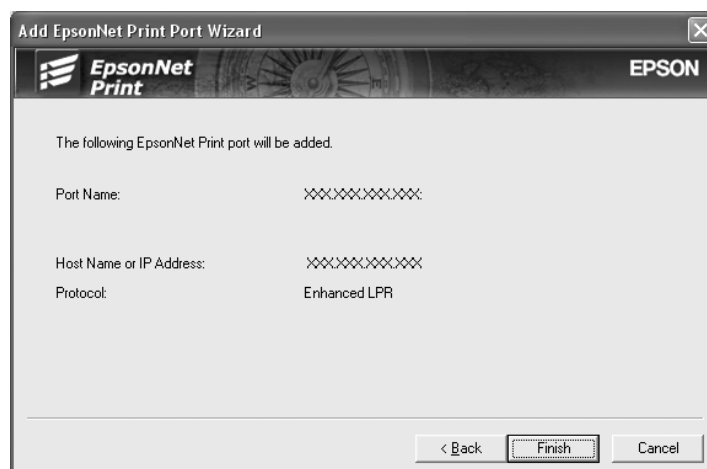 Add EpsonNet Print Port Wizard
EpsonNet
Print
EPSON
The following EpsonNet Print port will be added.
Port Name: XXX.XXX.XXX.XXX:
Host Name or IP Address: XXX.XXX.XXX.XXX
Protocol: Enhanced LPR
< Back Finish Cancel